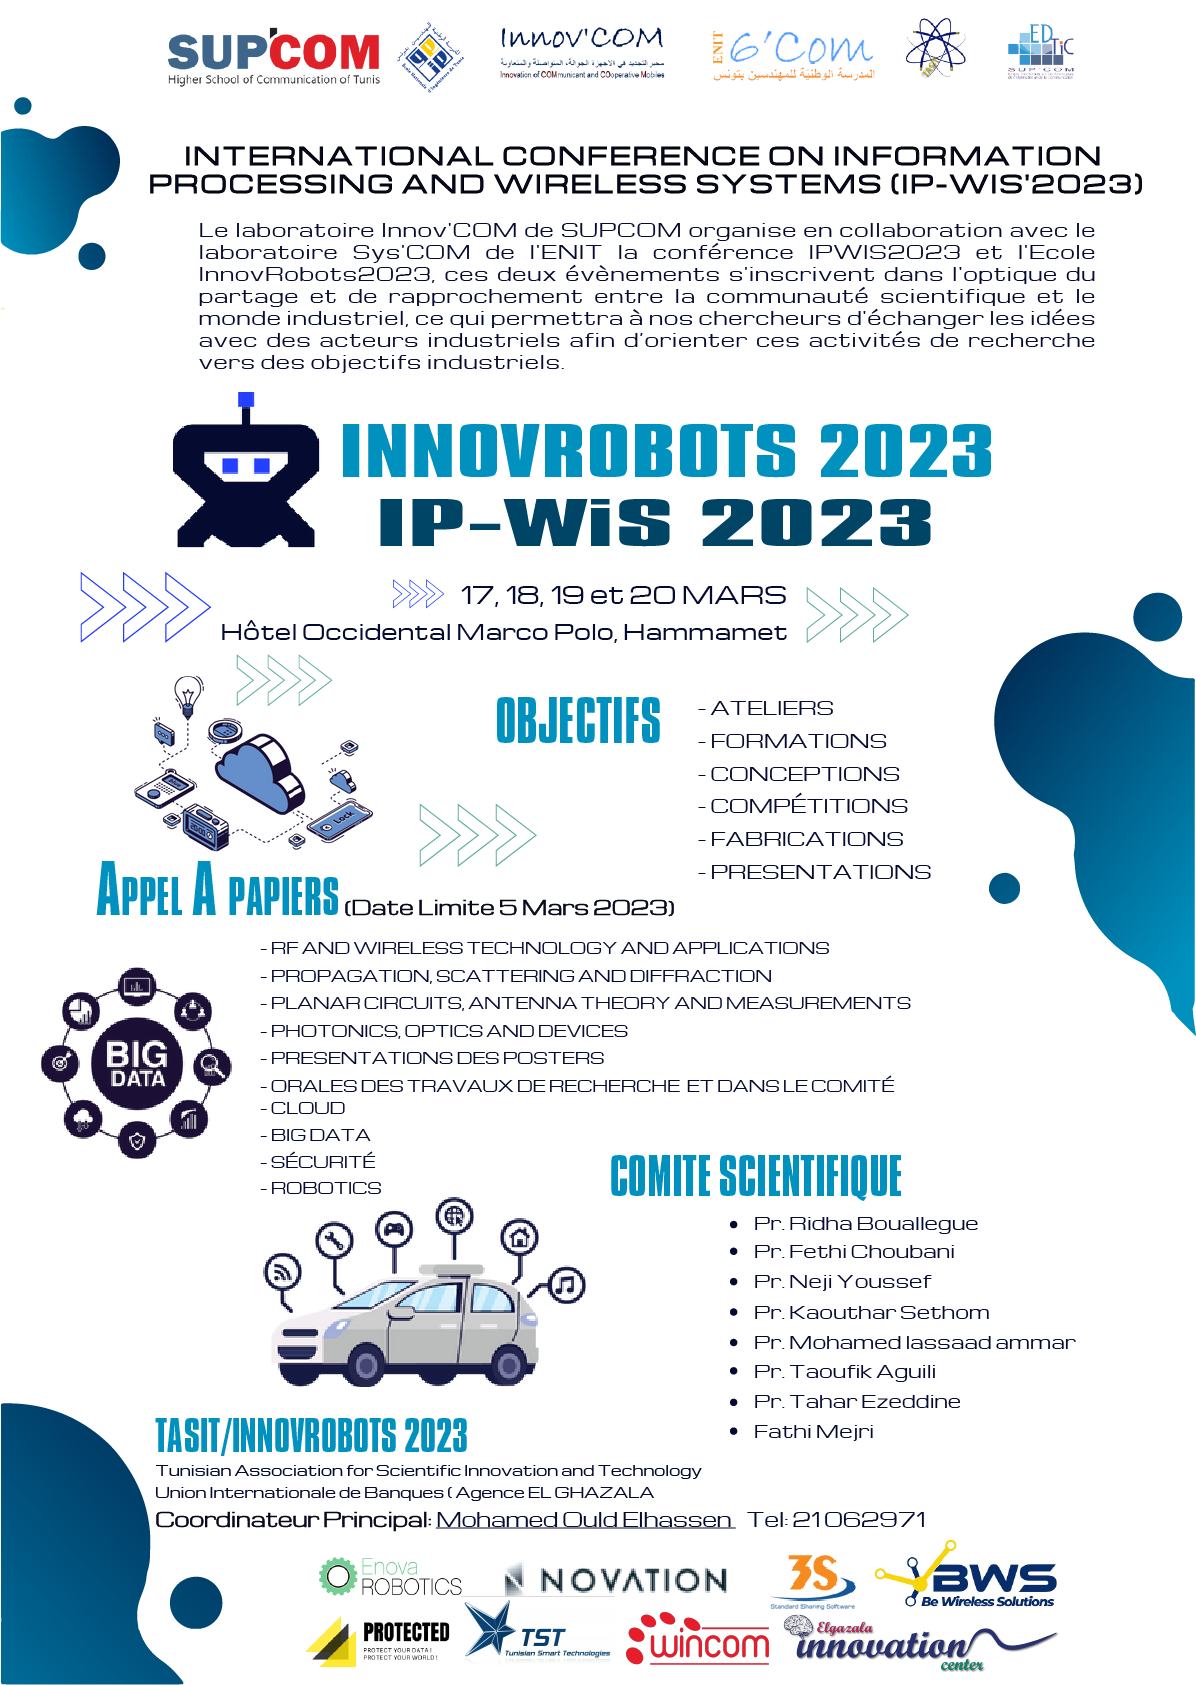 SUP'COM
Higher School of Communication of Tunis
Innov'COM
مخبر التجديد في الاجهزة الجوالة، المتواصلة والمتعاونة
Innovation of COMmunicant and COoperative Mobiles
ENIT 6'Com
المدرسة الوطنية للمهندسين بتونس
EDTIC
SUP'COM
INTERNATIONAL CONFERENCE ON INFORMATION
PROCESSING AND WIRELESS SYSTEMS (IP-WIS'2023)
Le laboratoire Innov'COM de SUPCOM organise en collaboration avec le
laboratoire Sys'COM de l'ENIT la conférence IPWIS2023 et l'Ecole
InnovRobots2023, ces deux évènements s'inscrivent dans l'optique du
partage et de rapprochement entre la communauté scientifique et le
monde industriel, ce qui permettra à nos chercheurs d'échanger les idées
avec des acteurs industriels afin d'orienter ces activités de recherche
vers des objectifs industriels.
INNOVROBOTS 2023
IP-WiS 2023
17, 18, 19 et 20 MARS
Hôtel Occidental Marco Polo, Hammamet
OBJECTIFS
- ATELIERS
- FORMATIONS
- CONCEPTIONS
- COMPÉTITIONS
- FABRICATIONS
- PRESENTATIONS
Lock
APPEL A PAPIERS (Date Limite 5 Mars 2023)
- RF AND WIRELESS TECHNOLOGY AND APPLICATIONS
- PROPAGATION, SCATTERING AND DIFFRACTION
- PLANAR CIRCUITS, ANTENNA THEORY AND MEASUREMENTS
- PHOTONICS, OPTICS AND DEVICES
- PRESENTATIONS DES POSTERS
- ORALES DES TRAVAUX DE RECHERCHE ET DANS LE COMITÉ
- CLOUD
- BIG DATA
- SÉCURITÉ
- ROBOTICS
BIG
DATA
COMITE SCIENTIFIQUE
• Pr. Ridha Bouallegue
• Pr. Fethi Choubani
• Pr. Neji Youssef
• Pr. Kaouthar Sethom
• Pr. Mohamed lassaad ammar
• Pr. Taoufik Aguili
• Pr. Tahar Ezeddine
• Fathi Mejri
TASIT/INNOVROBOTS 2023
Tunisian Association for Scientific Innovation and Technology
Union Internationale de Banques ( Agence EL GHAZALA
Coordinateur Principal: Mohamed Ould Elhassen Tel: 21062971
Enova
ROBOTICS
NOVATION
3S
Standard Sharing Software
BWS
Be Wireless Solutions
PROTECTED
PROTECT YOUR DATA !
PROTECT YOUR WORLD !
TST
Tunisian Smart Technologies
wincom
Elgazala
innovation
center